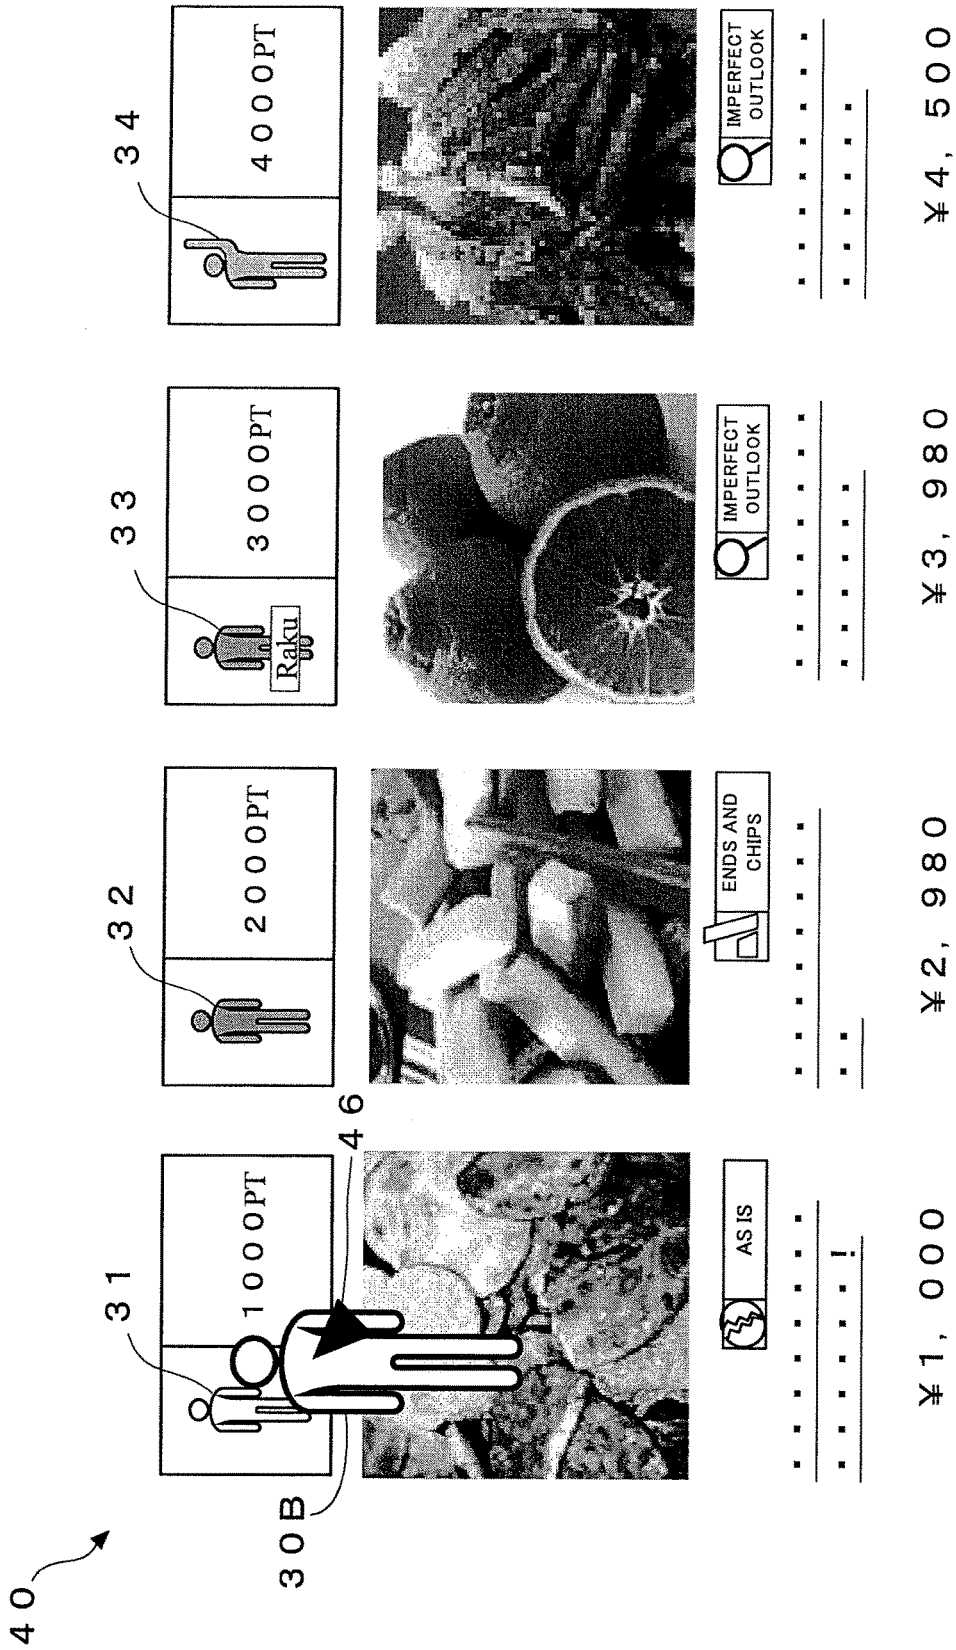 40
31
32
33
34
1000PT
2000PT
3000PT
4000PT
Raku
30B
46
AS IS
ENDS AND
CHIPS
IMPERFECT
OUTLOOK
IMPERFECT
OUTLOOK
¥1, 000
¥2, 980
¥3, 980
¥4, 500